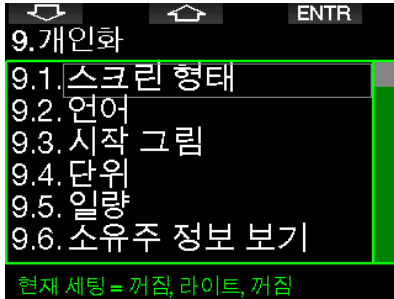 ENTR
9.개인화
9.1.스크린 형태
9.2.언어
9.3.시작 그림
9.4.단위
9.5.일량
9.6.소유주 정보 보기
현재 세팅 = 꺼짐, 라이트, 꺼짐